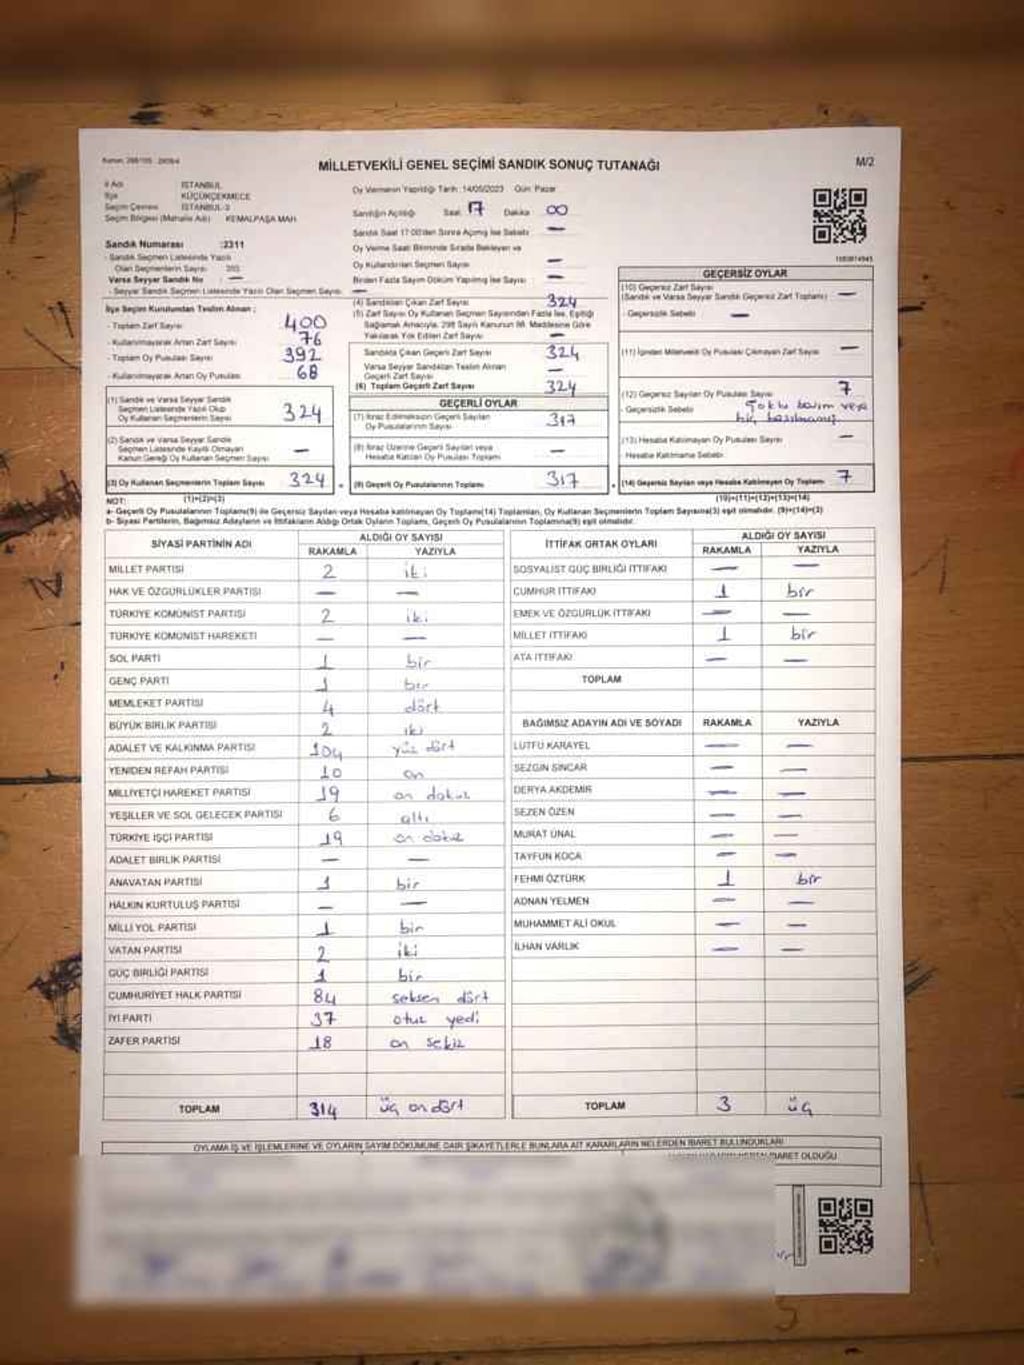 MİLLETVEKİLİ GENEL SEÇİMİ SANDIK SONUÇ TUTANAĞI
M/2
İl Adı İSTANBUL
İlçe KÜÇÜKÇEKMECE
Seçim Çevresi İSTANBUL-3
Seçim Bölgesi (Mahalle Adı) KEMALPAŞA MAH.
Sandık Numarası :2311
- Sandık Seçmen Listesinde Yazılı
Olan Seçmenlerin Sayısı
Varsa Seyyar Sandık No : —
- Seyyar Sandık Seçmen Listesinde Yazılı Olan Seçmen Sayısı: —
Oy Vermenin Yapıldığı Tarih :14/05/2023 Gün: Pazar
Sandığın Açıldığı Saat: 17 Dakika 00
Sandık Saat 17:00'den Sonra Açılmış İse Sebebi —
Oy Verme Saati Bitiminde Sırada Bekleyen ve
Oy Kullandırılan Seçmen Sayısı —
Birden Fazla Sayım Döküm Yapılmış İse Sayısı —
İlçe Seçim Kurulundan Teslim Alınan ;
- Toplam Zarf Sayısı 400
- Kullanılmayarak Artan Zarf Sayısı 76
- Toplam Oy Pusulası Sayısı 392
- Kullanılmayarak Artan Oy Pusulası 68
(1) Sandık ve Varsa Seyyar Sandık
Seçmen Listesinde Yazılı Olup
Oy Kullanan Seçmenlerin Sayısı 324
(2) Sandık ve Varsa Seyyar Sandık
Seçmen Listesinde Kayıtlı Olmayan
Kanun Gereği Oy Kullanan Seçmen Sayısı —
(3) Oy Kullanan Seçmenlerin Toplam Sayısı 324
(1)+(2)=(3)
(4) Sandıktan Çıkan Zarf Sayısı 324
(5) Zarf Sayısı Oy Kullanan Seçmen Sayısından Fazla İse, Eşitliği
Sağlamak Amacıyla, 298 Sayılı Kanunun 98. Maddesine Göre
Yakılarak Yok Edilen Zarf Sayısı —
Sandıkta Çıkan Geçerli Zarf Sayısı 324
Varsa Seyyar Sandıktan Teslim Alınan
Geçerli Zarf Sayısı —
(6) Toplam Geçerli Zarf Sayısı 324
GEÇERLİ OYLAR
(7) İtiraz Edilmeksizin Geçerli Sayılan
Oy Pusulalarının Sayısı 317
(8) İtiraz Üzerine Geçerli Sayılan veya
Hesaba Katılan Oy Pusulası Toplamı —
(9) Geçerli Oy Pusulalarının Toplamı 317
GEÇERSİZ OYLAR
(10) Geçersiz Zarf Sayısı
(Sandık ve Varsa Seyyar Sandık Geçersiz Zarf Toplamı) —
- Geçersizlik Sebebi —
(11) İçinden Milletvekili Oy Pusulası Çıkmayan Zarf Sayısı —
(12) Geçersiz Sayılan Oy Pusulası Sayısı 7
- Geçersizlik Sebebi veya
hiç basılmamış
(13) Hesaba Katılmayan Oy Pusulası Sayısı —
Hesaba Katılmama Sebebi
(14) Geçersiz Sayılan veya Hesaba Katılmayan Oy Toplamı 7
(10)+(11)+(12)+(13)=(14)
NOT:
a- Geçerli Oy Pusulalarının Toplamı(9) ile Geçersiz Sayılan veya Hesaba katılmayan Oy Toplamı(14) Toplamları, Oy Kullanan Seçmenlerin Toplam Sayısına(3) eşit olmalıdır. (9)+(14)=(3)
b- Siyasi Partilerin, Bağımsız Adayların ve İttifakların Aldığı Ortak Oyların Toplamı, Geçerli Oy Pusulalarının Toplamına(9) eşit olmalıdır.
SİYASİ PARTİNİN ADI ALDIĞI OY SAYISI
RAKAMLA YAZIYLA
MİLLET PARTİSİ 2 iki
HAK VE ÖZGÜRLÜKLER PARTİSİ — —
TÜRKİYE KOMÜNİST PARTİSİ 2 iki
TÜRKİYE KOMÜNİST HAREKETİ — —
SOL PARTİ 1 bir
GENÇ PARTİ 1 bir
MEMLEKET PARTİSİ 4 dört
BÜYÜK BİRLİK PARTİSİ 2 iki
ADALET VE KALKINMA PARTİSİ 104 yüz dört
YENİDEN REFAH PARTİSİ 10 on
MİLLİYETÇİ HAREKET PARTİSİ 19 on dokuz
YEŞİLLER VE SOL GELECEK PARTİSİ 6 altı
TÜRKİYE İŞÇİ PARTİSİ 19 on dokuz
ADALET BİRLİK PARTİSİ — —
ANAVATAN PARTİSİ 1 bir
HALKIN KURTULUŞ PARTİSİ — —
MİLLİ YOL PARTİSİ 1 bir
VATAN PARTİSİ 2 iki
GÜÇ BİRLİĞİ PARTİSİ 1 bir
CUMHURİYET HALK PARTİSİ 84 seksen dört
İYİ PARTİ 37 otuz yedi
ZAFER PARTİSİ 18 on sekiz
TOPLAM 314 üç on dört
İTTİFAK ORTAK OYLARI ALDIĞI OY SAYISI
RAKAMLA YAZIYLA
SOSYALİST GÜÇ BİRLİĞİ İTTİFAKI — —
CUMHUR İTTİFAKI 1 bir
EMEK VE ÖZGÜRLÜK İTTİFAKI — —
MİLLET İTTİFAKI 1 bir
ATA İTTİFAKI — —
TOPLAM
BAĞIMSIZ ADAYIN ADI VE SOYADI RAKAMLA YAZIYLA
LÜTFÜ KARAYEL — —
SEZGİN SİNCAR — —
DERYA AKDEMİR — —
SEZEN ÖZEN — —
MURAT ÜNAL — —
TAYFUN KOCA — —
FEHMİ ÖZTÜRK 1 bir
ADNAN YELMEN — —
MUHAMMET ALİ OKUL — —
İLHAN VARLIK — —
TOPLAM 3 üç
OYLAMA İŞ VE İŞLEMLERİNE VE OYLARIN SAYIM DÖKÜMÜNE DAİR ŞİKAYETLERLE BUNLARA AİT KARARLARIN NELERDEN İBARET BULUNDUKLARI
İBARET OLDUĞU